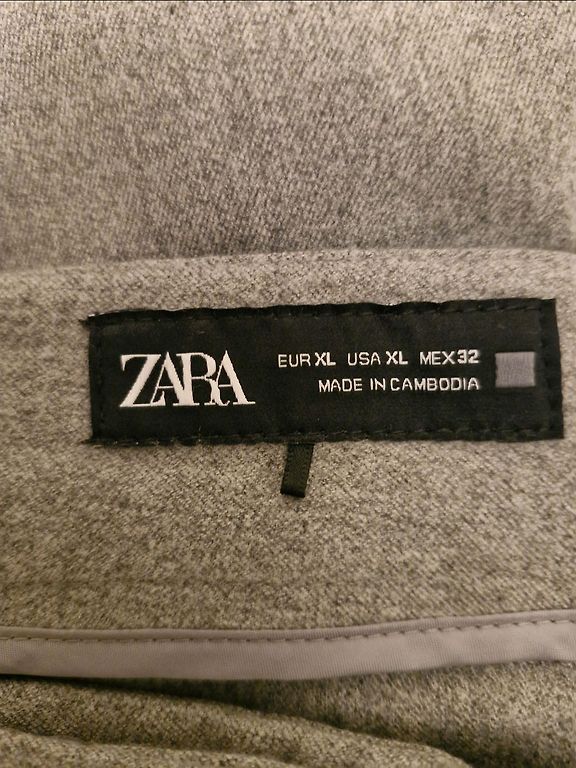 ZARA
EUR XL USA XL MEX 32
MADE IN CAMBODIA